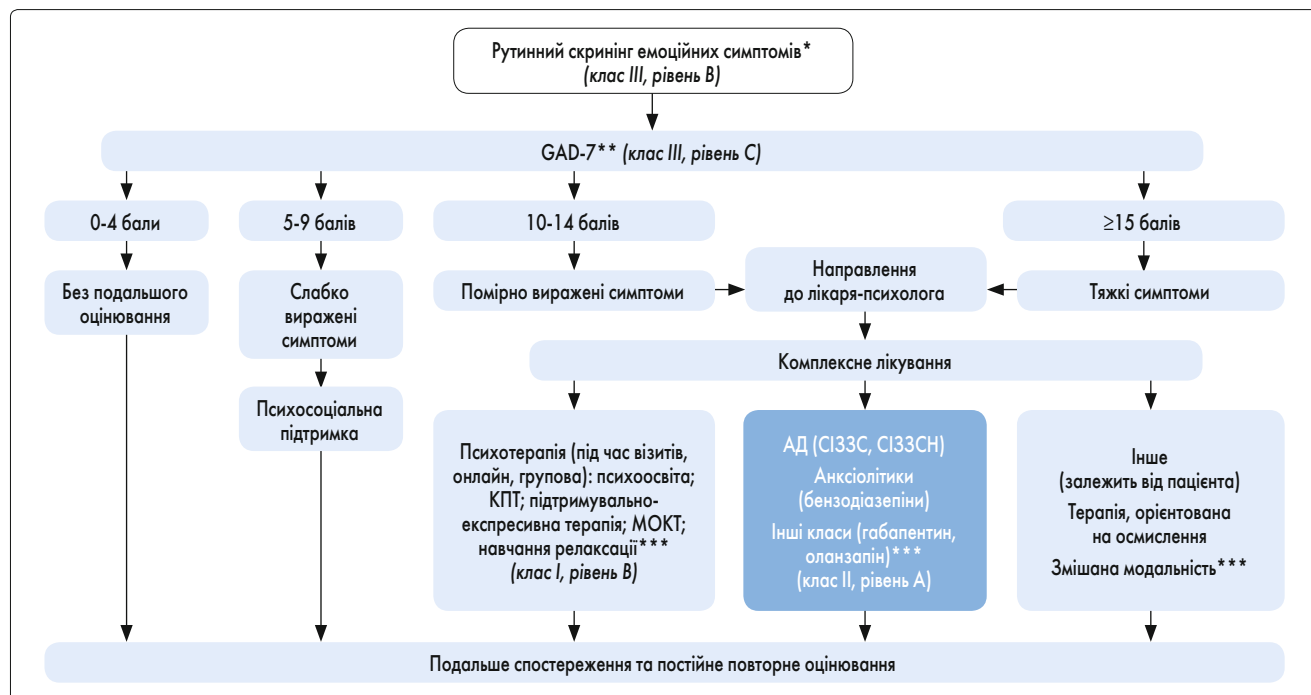 Рутинний скринінг емоційних симптомів*
(клас III, рівень B)
GAD-7** (клас III, рівень C)
0-4 бали
5-9 балів
10-14 балів
≥15 балів
Без подальшого
оцінювання
Слабко
виражені
симптоми
Помірно виражені симптоми
Направлення
до лікаря-психолога
Тяжкі симптоми
Комплексне лікування
Психосоціальна
підтримка
Психотерапія (під час візитів,
онлайн, групова): психоосвіта;
КПТ; підтримувально-
експресивна терапія; МОКТ;
навчання релаксації***
(клас I, рівень B)
АД (СІЗЗС, СІЗЗСН)
Анксіолітики
(бензодіазепіни)
Інші класи (габапентин,
оланзапін)***
(клас II, рівень A)
Інше
(залежить від пацієнта)
Терапія, орієнтована
на осмислення
Змішана модальність***
Подальше спостереження та постійне повторне оцінювання